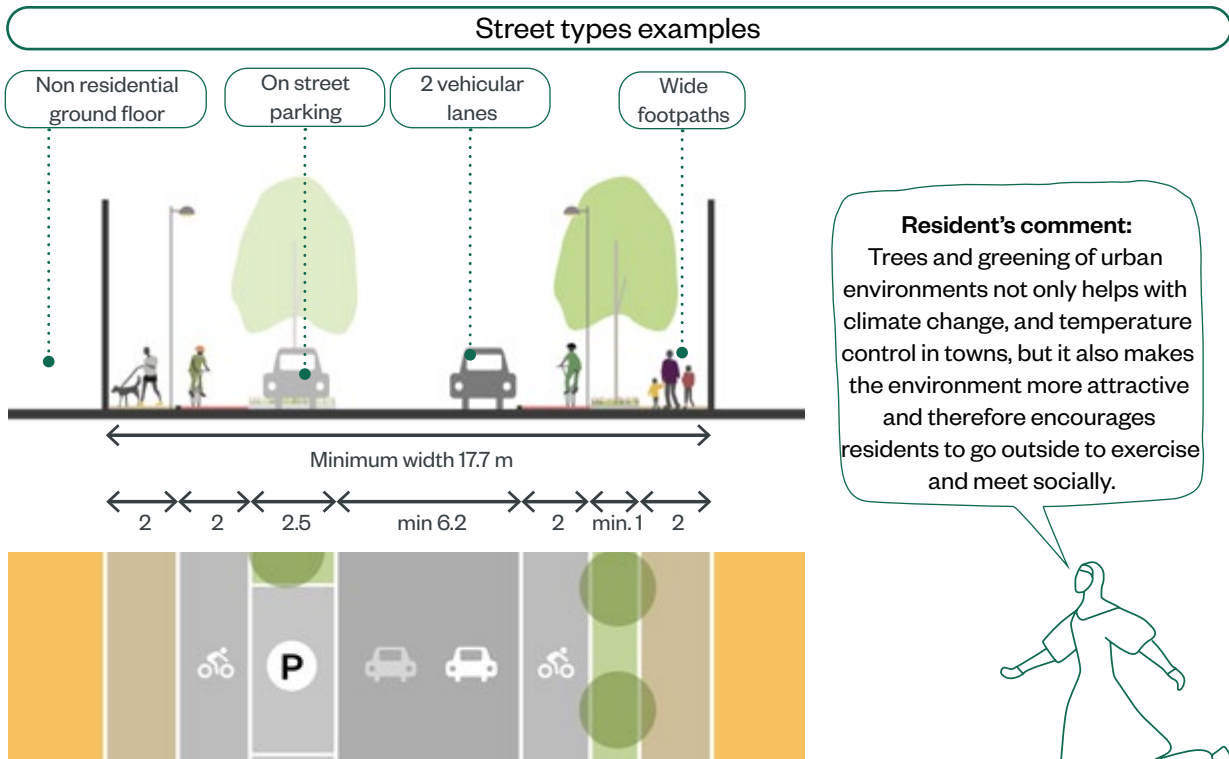 Street types examples
Non residential
ground floor
On street
parking
2 vehicular
lanes
Wide
footpaths
Resident’s comment:
Trees and greening of urban
environments not only helps with
climate change, and temperature
control in towns, but it also makes
the environment more attractive
and therefore encourages
residents to go outside to exercise
and meet socially.
Minimum width 17.7 m
2 2 2.5 min 6.2 2 min. 1 2
P